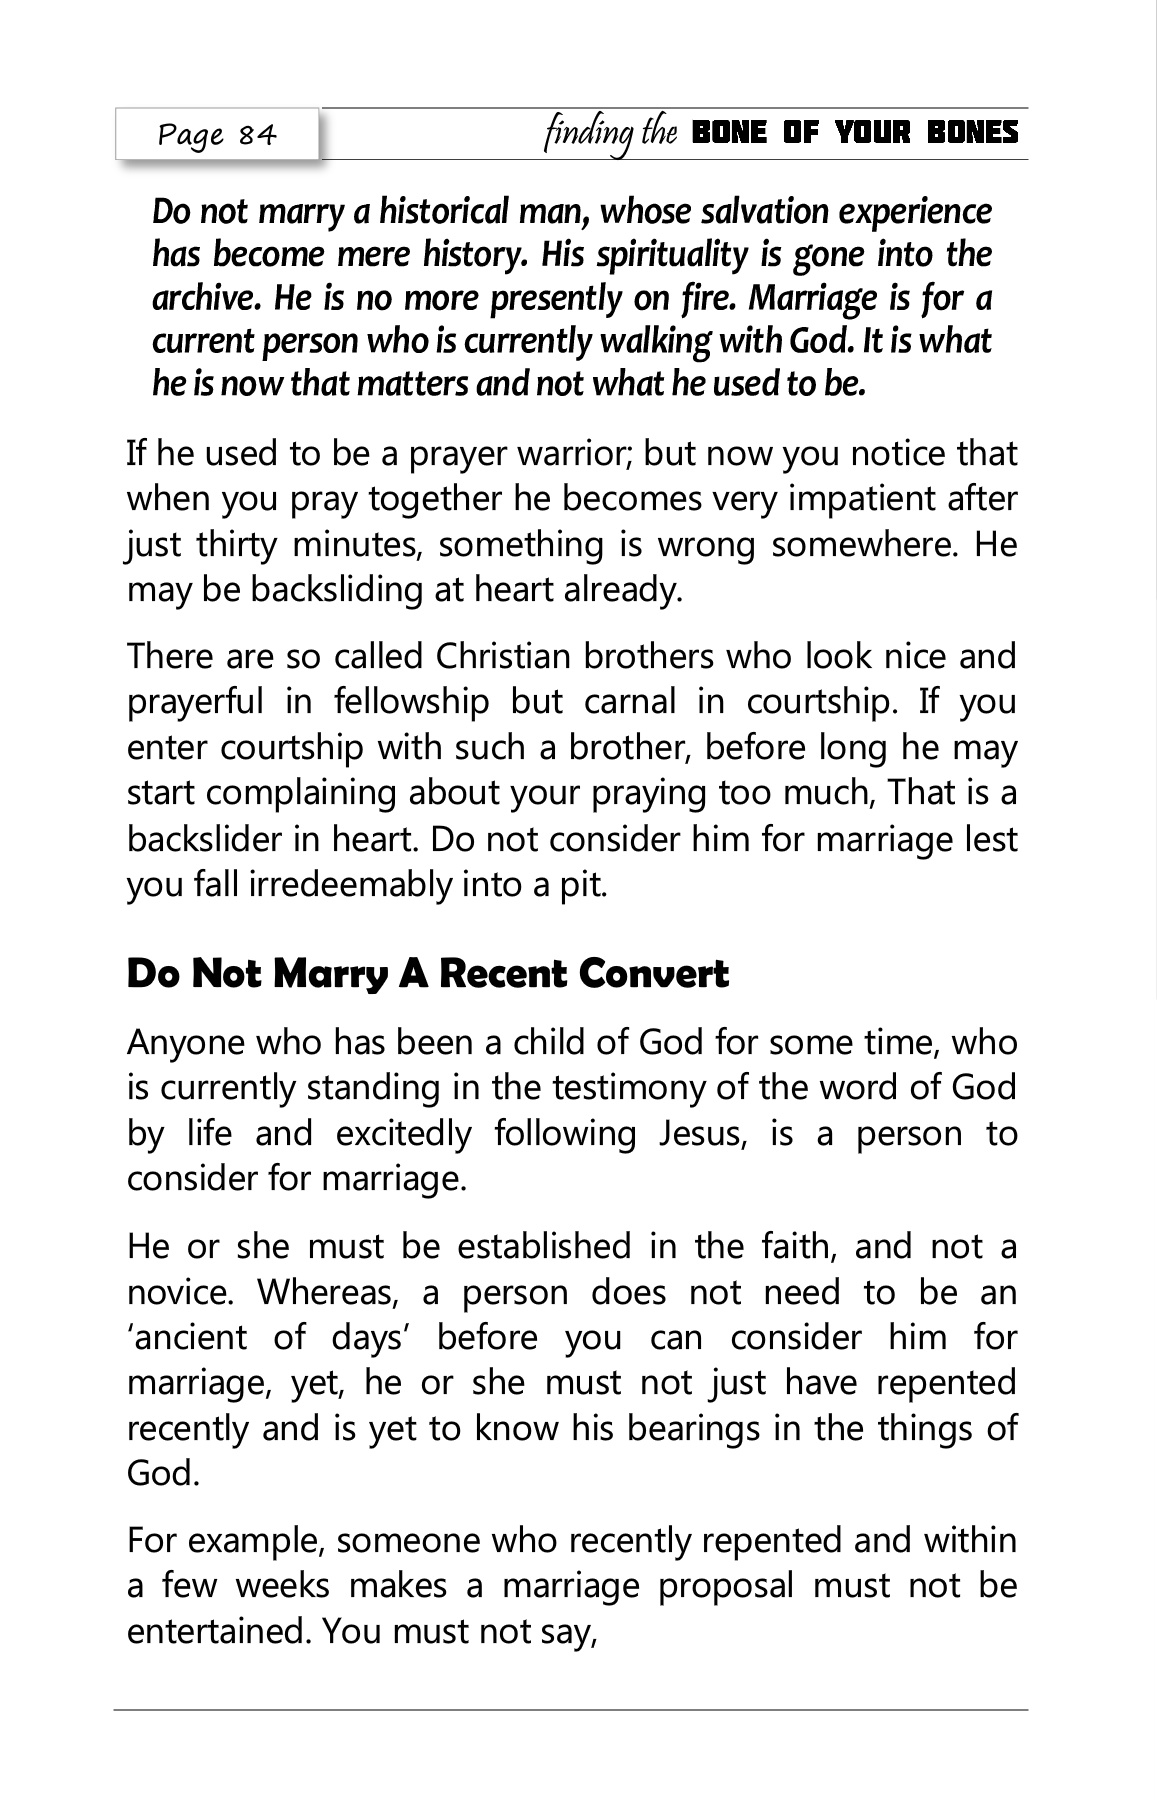 Page 84
finding the BONE OF YOUR BONES
Do not marry a historical man, whose salvation experience
has become mere history. His spirituality is gone into the
archive. He is no more presently on fire. Marriage is for a
current person who is currently walking with God. It is what
he is now that matters and not what he used to be.
If he used to be a prayer warrior; but now you notice that
when you pray together he becomes very impatient after
just thirty minutes, something is wrong somewhere. He
may be backsliding at heart already.
There are so called Christian brothers who look nice and
prayerful in fellowship but carnal in courtship. If you
enter courtship with such a brother, before long he may
start complaining about your praying too much, That is a
backslider in heart. Do not consider him for marriage lest
you fall irredeemably into a pit.
Do Not Marry A Recent Convert
Anyone who has been a child of God for some time, who
is currently standing in the testimony of the word of God
by life and excitedly following Jesus, is a person to
consider for marriage.
He or she must be established in the faith, and not a
novice. Whereas, a person does not need to be an
‘ancient of days’ before you can consider him for
marriage, yet, he or she must not just have repented
recently and is yet to know his bearings in the things of
God.
For example, someone who recently repented and within
a few weeks makes a marriage proposal must not be
entertained. You must not say,